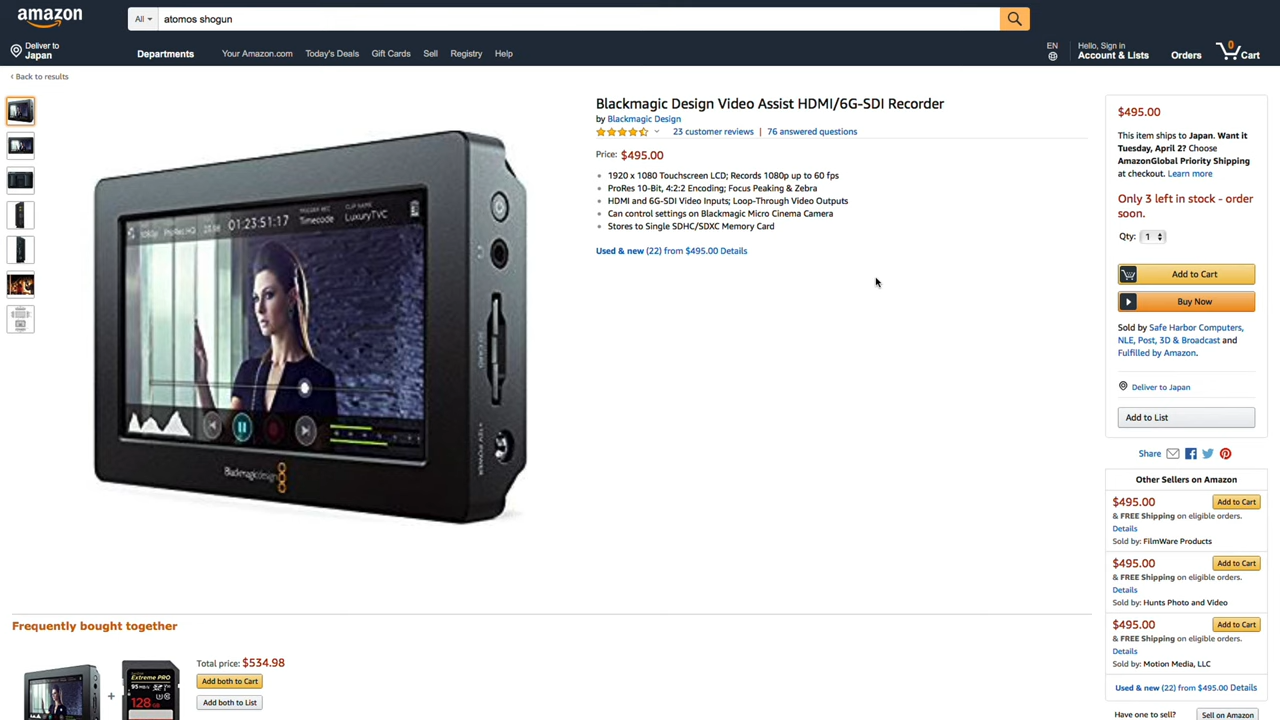 amazon
All
atomos shogun
Deliver to
Japan
Departments
Your Amazon.com
Today's Deals
Gift Cards
Sell
Registry
Help
EN
Hello, Sign in
Account & Lists
Orders
0
Cart
‹ Back to results
Blackmagic Design Video Assist HDMI/6G-SDI Recorder
by Blackmagic Design
23 customer reviews | 76 answered questions
Price: $495.00
• 1920 x 1080 Touchscreen LCD; Records 1080p up to 60 fps
• ProRes 10-Bit, 4:2:2 Encoding; Focus Peaking & Zebra
• HDMI and 6G-SDI Video Inputs; Loop-Through Video Outputs
• Can control settings on Blackmagic Micro Cinema Camera
• Stores to Single SDHC/SDXC Memory Card
Used & new (22) from $495.00 Details
01:23:51:17
Timecode
LuxuryTVC
SD CARD
+12V POWER
Blackmagicdesign
$495.00
This item ships to Japan. Want it
Tuesday, April 2? Choose
AmazonGlobal Priority Shipping
at checkout. Learn more
Only 3 left in stock - order
soon.
Qty: 1
Add to Cart
Buy Now
Sold by Safe Harbor Computers,
NLE, Post, 3D & Broadcast and
Fulfilled by Amazon.
Deliver to Japan
Add to List
Share
Other Sellers on Amazon
$495.00
Add to Cart
& FREE Shipping on eligible orders.
Details
Sold by: FilmWare Products
$495.00
Add to Cart
& FREE Shipping on eligible orders.
Details
Sold by: Hunts Photo and Video
$495.00
Add to Cart
& FREE Shipping on eligible orders.
Details
Sold by: Motion Media, LLC
Used & new (22) from $495.00 Details
Have one to sell?
Sell on Amazon
Frequently bought together
+
Extreme PRO
95 MB/s
128
Total price: $534.98
Add both to Cart
Add both to List